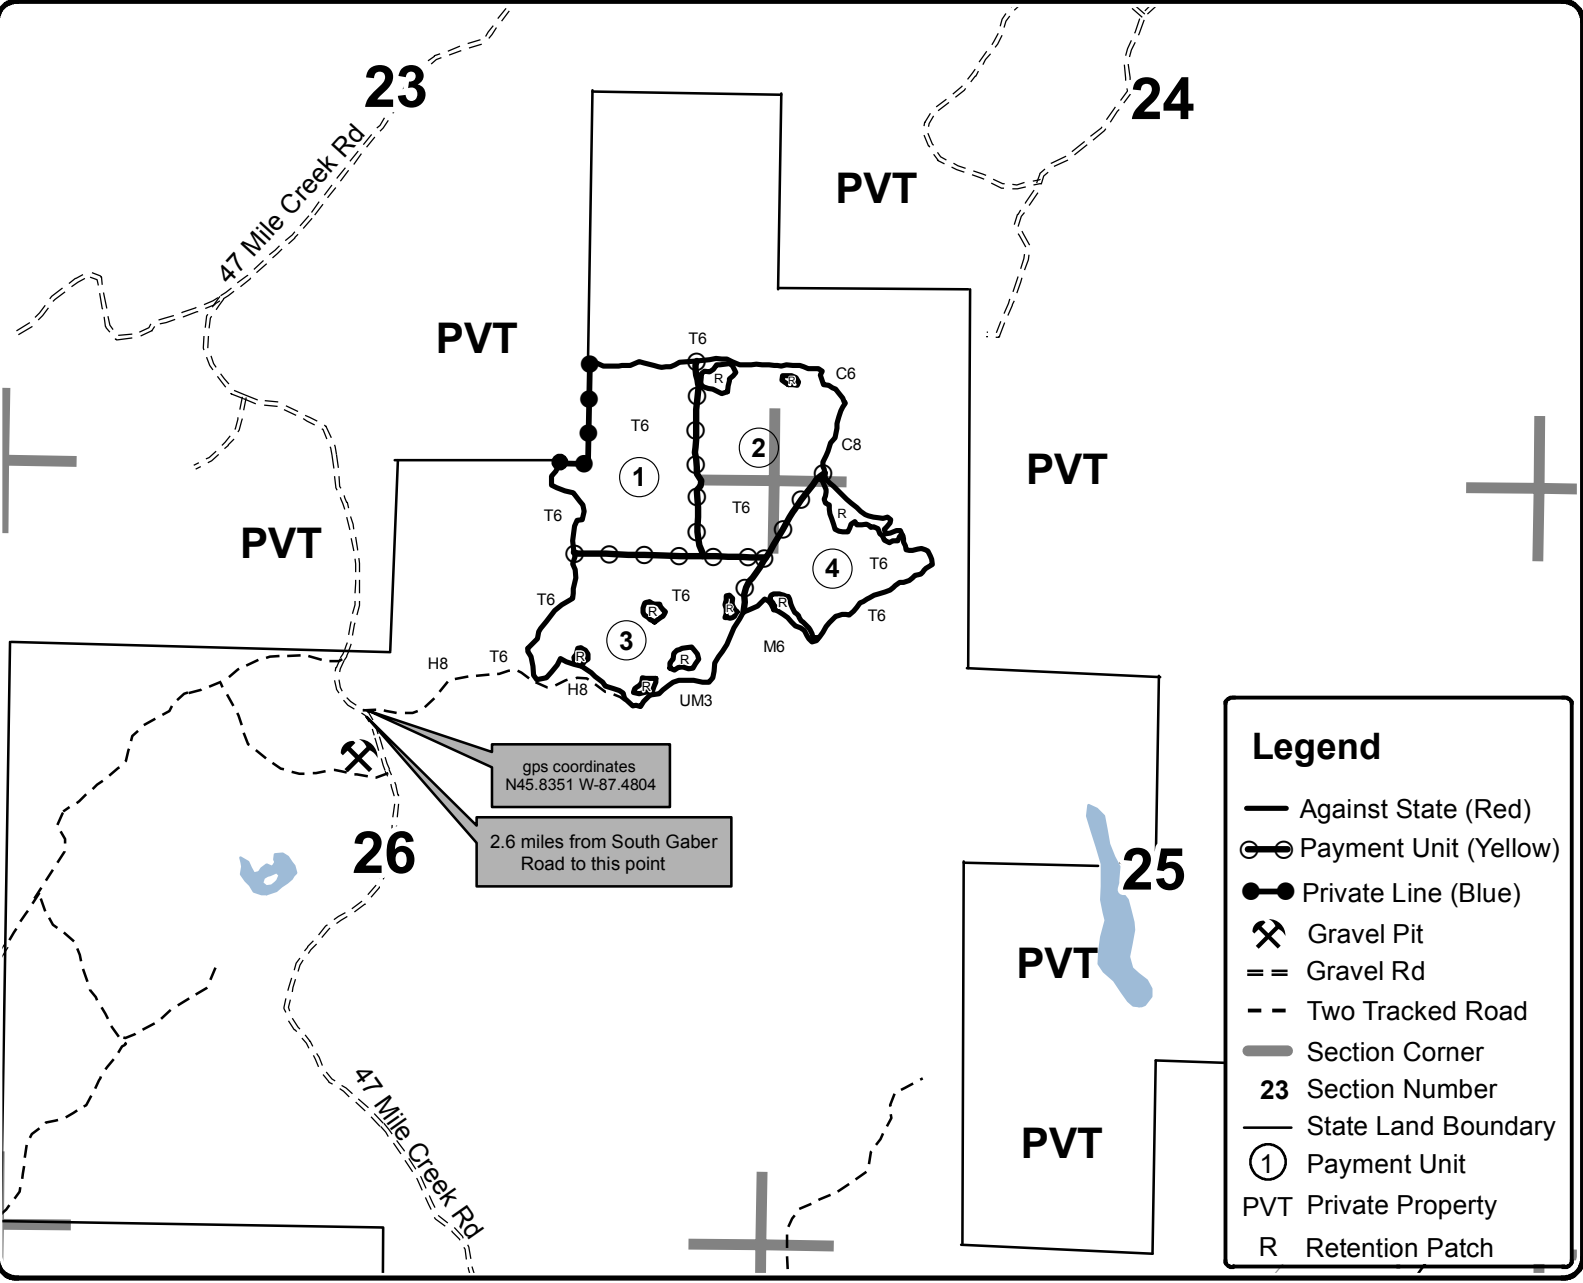 23
24
47 Mile Creek Rd
PVT
PVT
T6
C6
R
R
T6
C8
2
1
PVT
T6
R
T6
PVT
4
T6
T6
T6
R
R
R
T6
3
M6
R
T6
H8
R
R
H8
UM3
gps coordinates
N45.8351 W-87.4804
2.6 miles from South Gaber
Road to this point
26
25
PVT
47 Mile Creek Rd
PVT
Legend
Against State (Red)
Payment Unit (Yellow)
Private Line (Blue)
Gravel Pit
Gravel Rd
Two Tracked Road
Section Corner
23 Section Number
State Land Boundary
1 Payment Unit
PVT Private Property
R Retention Patch